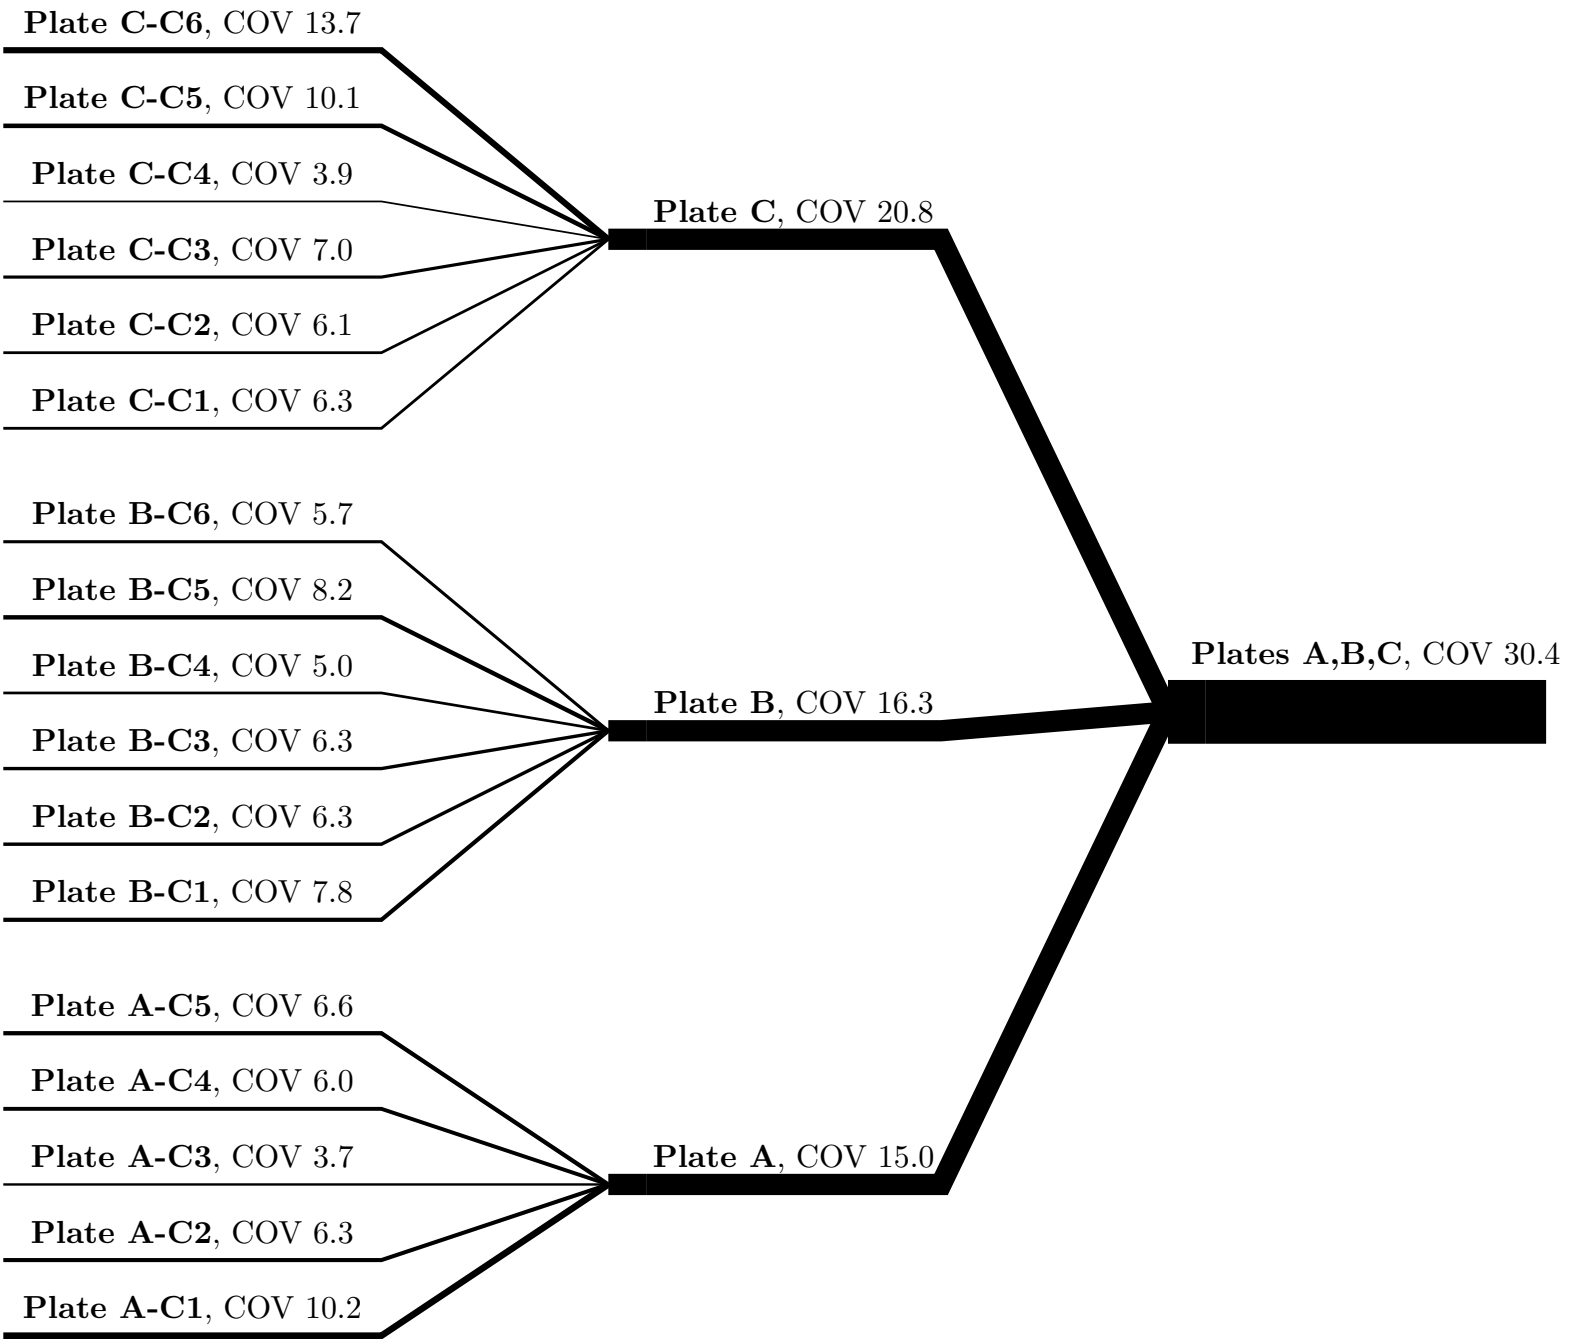 Plate C-C6, COV 13.7
Plate C-C5, COV 10.1
Plate C-C4, COV 3.9
Plate C-C3, COV 7.0
Plate C-C2, COV 6.1
Plate C-C1, COV 6.3
Plate B-C6, COV 5.7
Plate B-C5, COV 8.2
Plate B-C4, COV 5.0
Plate B-C3, COV 6.3
Plate B-C2, COV 6.3
Plate B-C1, COV 7.8
Plate A-C5, COV 6.6
Plate A-C4, COV 6.0
Plate A-C3, COV 3.7
Plate A-C2, COV 6.3
Plate A-C1, COV 10.2
Plate C, COV 20.8
Plate B, COV 16.3
Plate A, COV 15.0
Plates A,B,C, COV 30.4